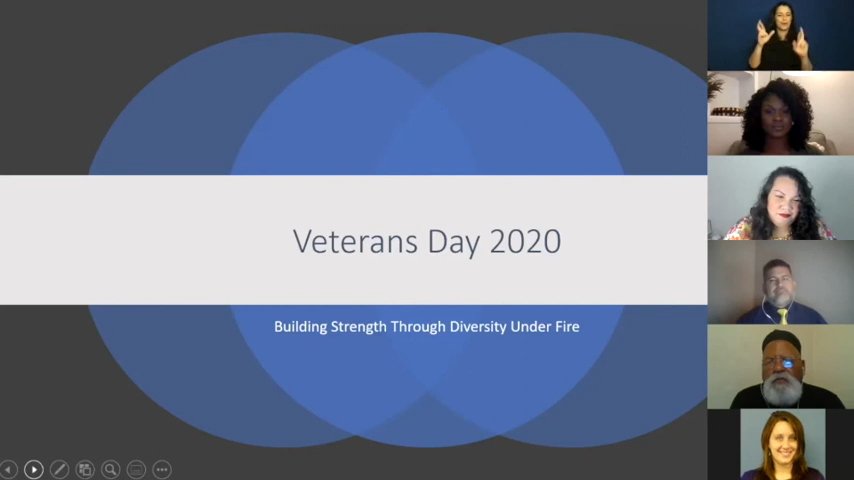 Veterans Day 2020
Building Strength Through Diversity Under Fire